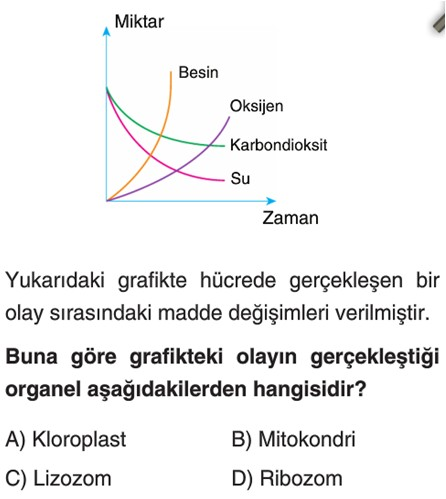 Miktar
Besin
Oksijen
Karbondioksit
Su
Zaman
Yukarıdaki grafikte hücrede gerçekleşen bir
olay sırasındaki madde değişimleri verilmiştir.
Buna göre grafikteki olayın gerçekleştiği
organel aşağıdakilerden hangisidir?
A) Kloroplast
B) Mitokondri
C) Lizozom
D) Ribozom